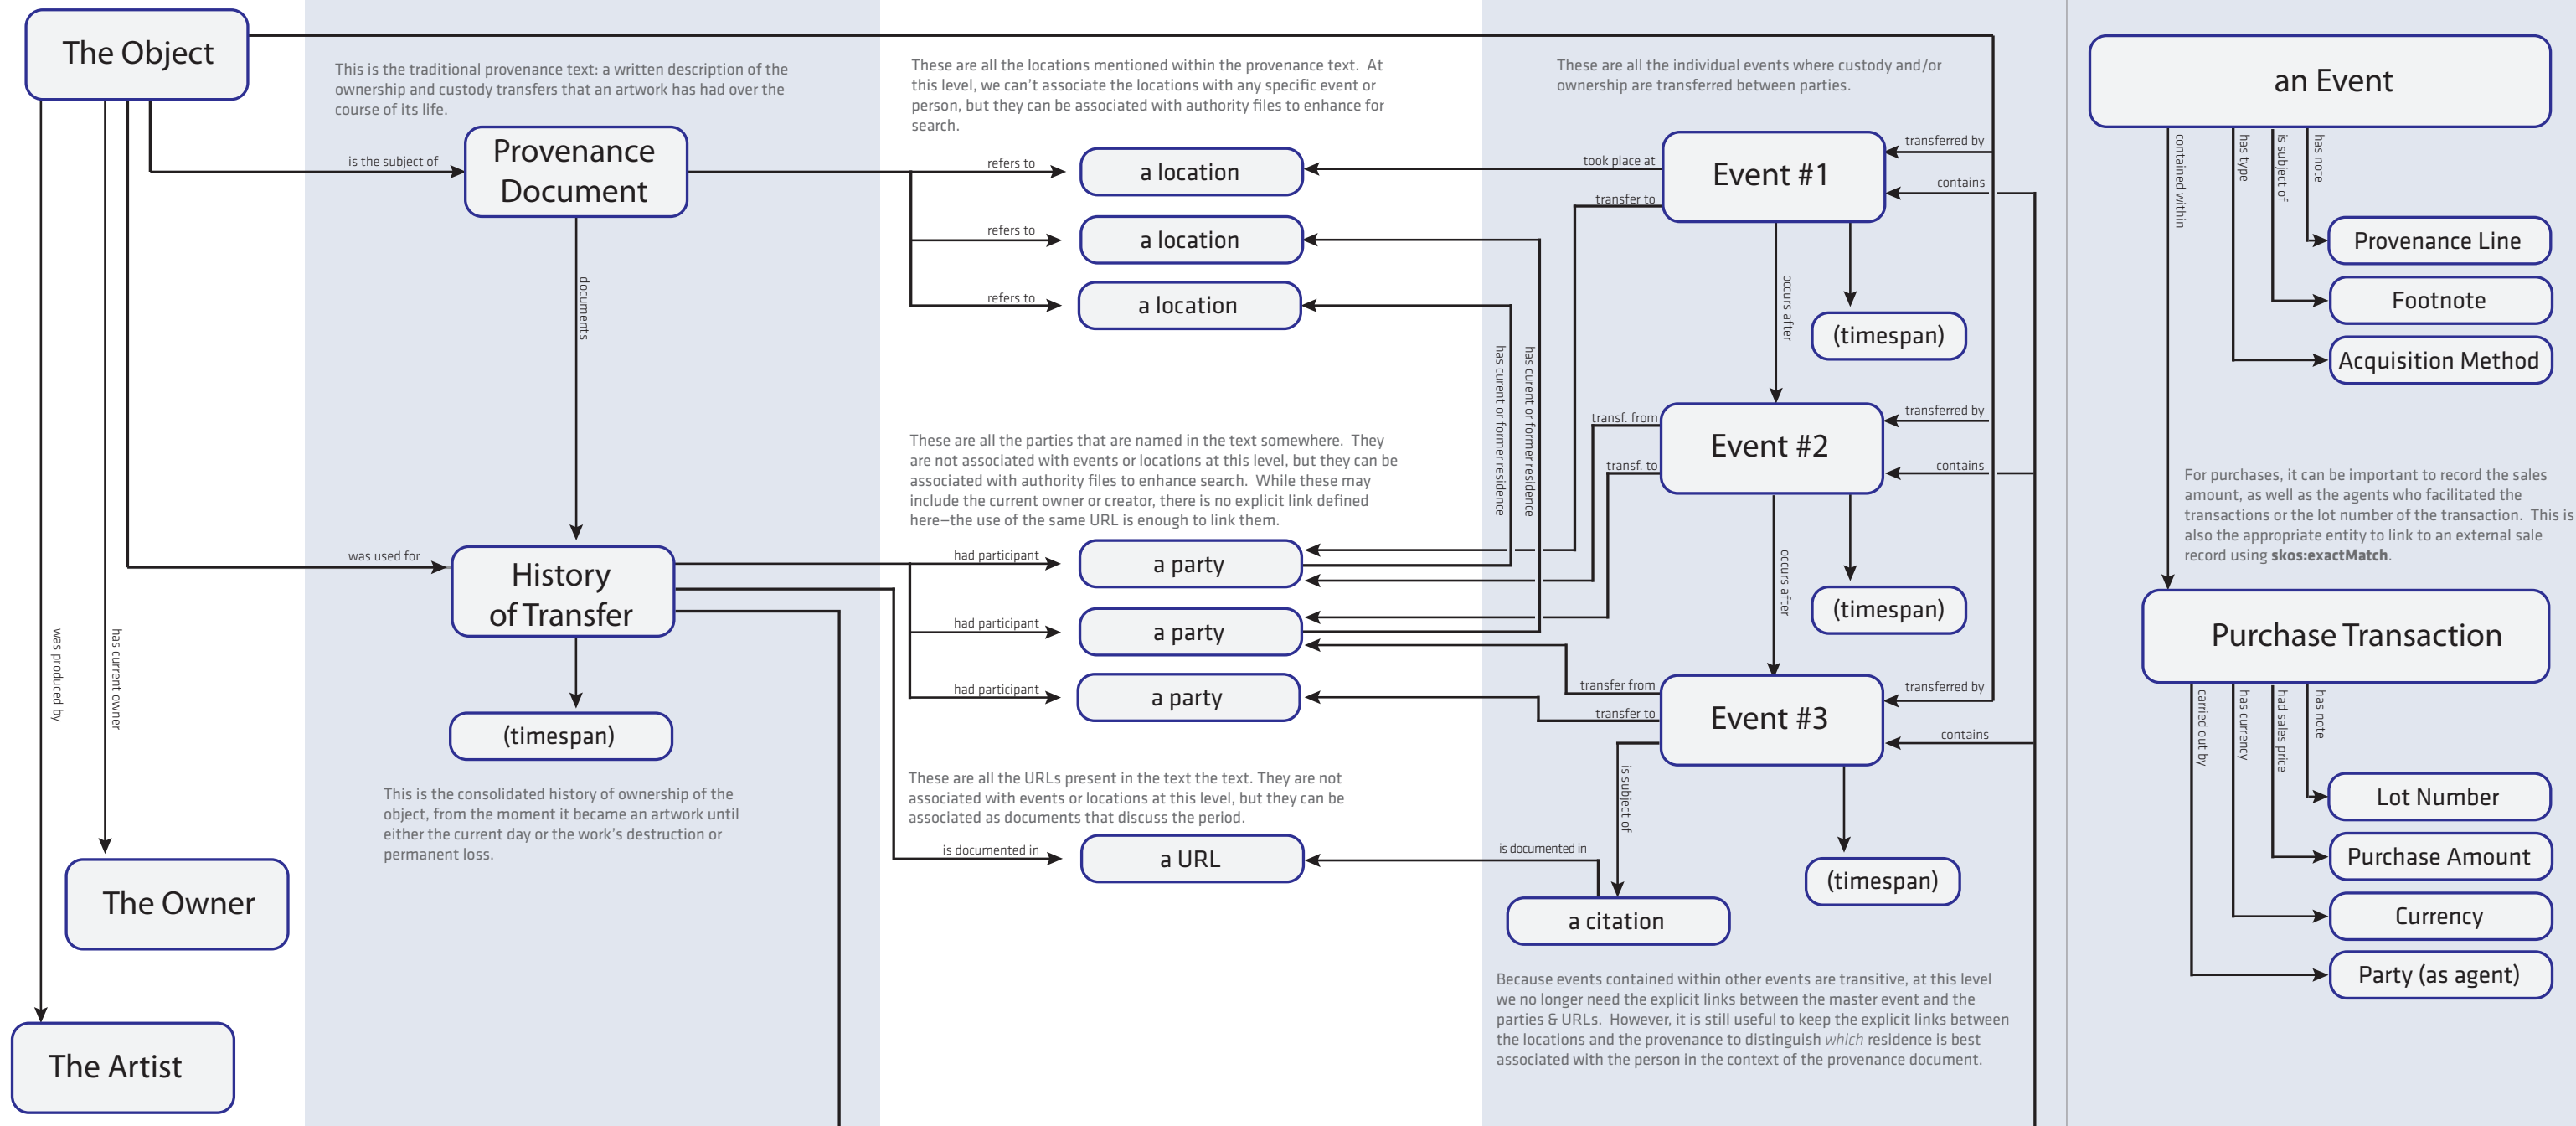 The Object
was produced by
has current owner
The Owner
The Artist
This is the traditional provenance text: a written description of the
ownership and custody transfers that an artwork has had over the
course of its life.
is the subject of
Provenance
Document
documents
was used for
History
of Transfer
(timespan)
This is the consolidated history of ownership of the
object, from the moment it became an artwork until
either the current day or the work's destruction or
permanent loss.
These are all the locations mentioned within the provenance text.  At
this level, we can't associate the locations with any specific event or
person, but they can be associated with authority files to enhance for
search.
refers to
a location
refers to
a location
refers to
a location
These are all the parties that are named in the text somewhere.  They
are not associated with events or locations at this level, but they can be
associated with authority files to enhance search.  While these may
include the current owner or creator, there is no explicit link defined
here—the use of the same URL is enough to link them.
had participant
a party
had participant
a party
had participant
a party
These are all the URLs present in the text the text. They are not
associated with events or locations at this level, but they can be
associated as documents that discuss the period.
is documented in
a URL
These are all the individual events where custody and/or
ownership are transferred between parties.
took place at
transfer to
Event #1
transferred by
contains
occurs after
(timespan)
has curent or former residence
has curent or former residence
transf. from
transf. to
Event #2
transferred by
contains
occurs after
(timespan)
transfer from
transfer to
Event #3
transferred by
contains
is subject of
is documented in
(timespan)
a citation
Because events contained within other events are transitive, at this level
we no longer need the explicit links between the master event and the
parties & URLs.  However, it is still useful to keep the explicit links between
the locations and the provenance to distinguish which residence is best
associated with the person in the context of the provenance document.
an Event
contained within
has type
is subject of
has note
Provenance Line
Footnote
Acquisition Method
For purchases, it can be important to record the sales
amount, as well as the agents who facilitated the
transactions or the lot number of the transaction.  This is
also the appropriate entity to link to an external sale
record using skos:exactMatch.
Purchase Transaction
carried out by
has currency
had sales price
has note
Lot Number
Purchase Amount
Currency
Party (as agent)